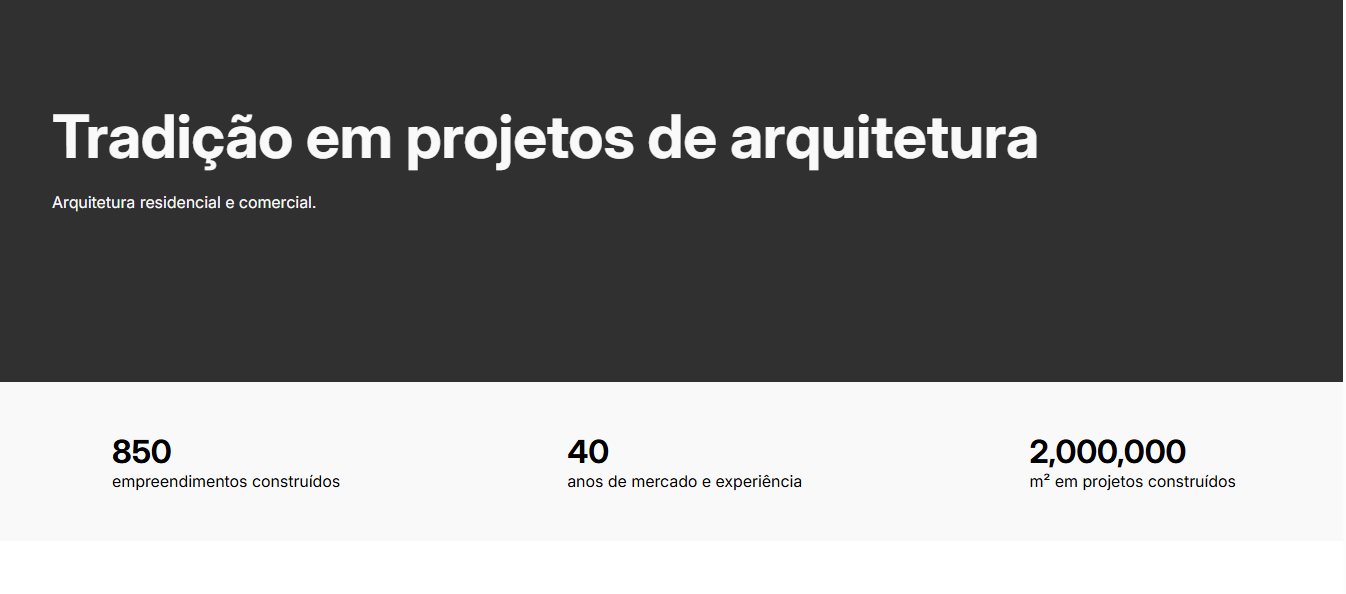 Tradição em projetos de arquitetura
Arquitetura residencial e comercial.
850
empreendimentos construídos
40
anos de mercado e experiência
2,000,000
m² em projetos construídos